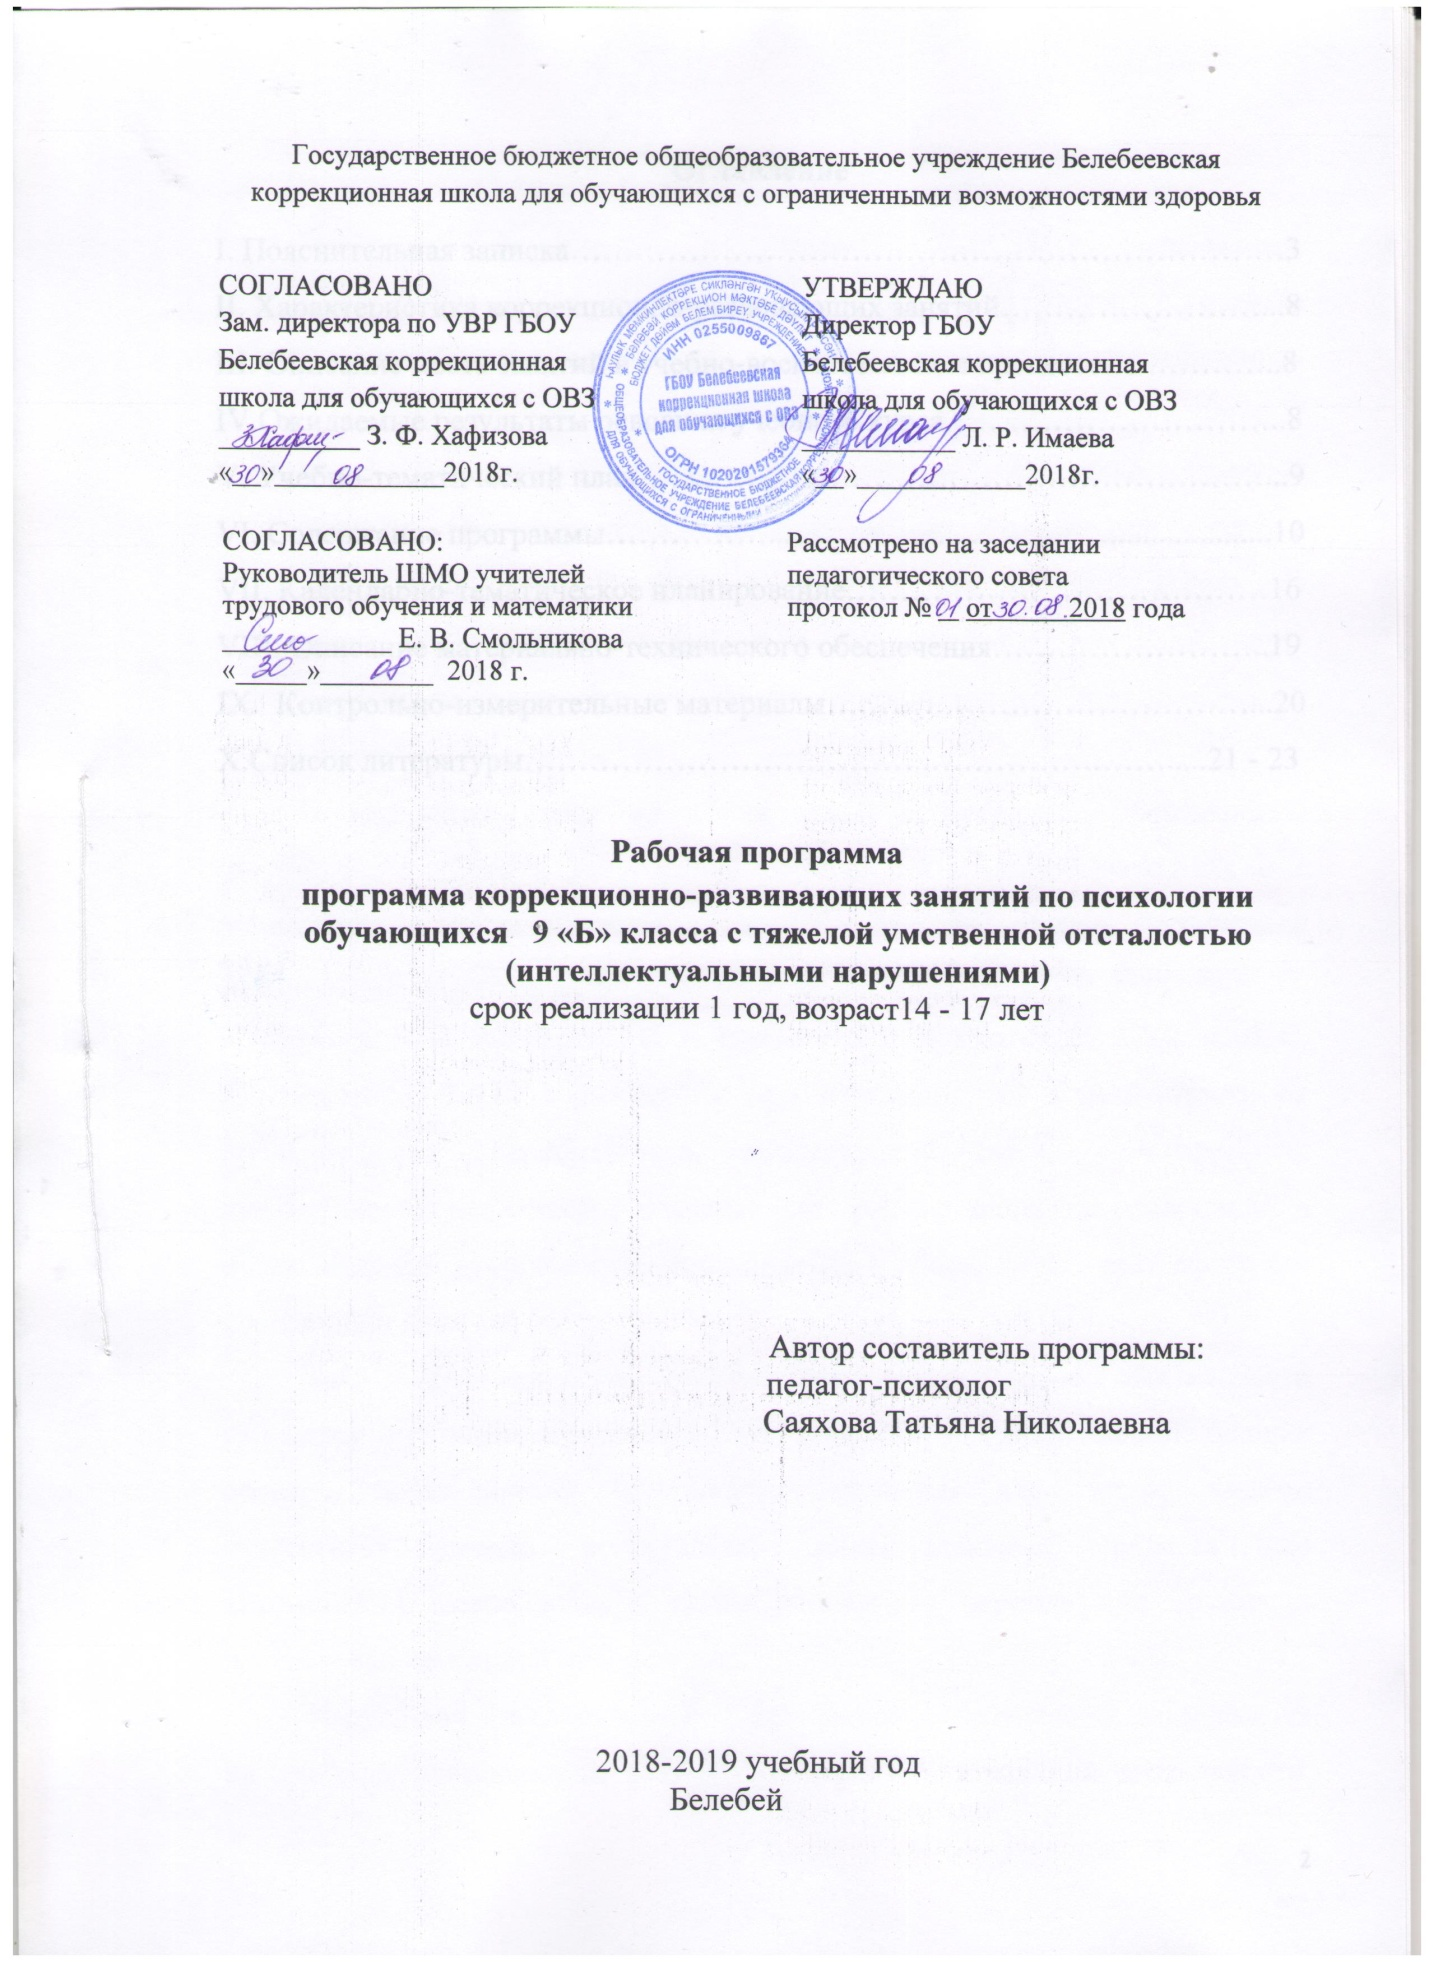 Государственное бюджетное общеобразовательное учреждение Белебеевская
коррекционная школа для обучающихся с ограниченными возможностями здоровья
СОГЛАСОВАНО
Зам. директора по УВР ГБОУ
Белебеевская коррекционная
школа для обучающихся с ОВЗ
З. Ф. Хафизова
«30» 08 2018г.
УТВЕРЖДАЮ
Директор ГБОУ
Белебеевская коррекционная
школа для обучающихся с ОВЗ
Л. Р. Имаева
«30» 08 2018г.
ИНН 0255009867
ГБОУ Белебеевская
коррекционная школа
для обучающихся с ОВЗ
ОГРН 1020201579364
СОГЛАСОВАНО:
Руководитель ШМО учителей
трудового обучения и математики
Е. В. Смольникова
«30» 08 2018 г.
Рассмотрено на заседании
педагогического совета
протокол №01 от30.08.2018 года
Рабочая программа
программа коррекционно-развивающих занятий по психологии
обучающихся 9 «Б» класса с тяжелой умственной отсталостью
(интеллектуальными нарушениями)
срок реализации 1 год, возраст14 - 17 лет
Автор составитель программы:
педагог-психолог
Саяхова Татьяна Николаевна
2018-2019 учебный год
Белебей